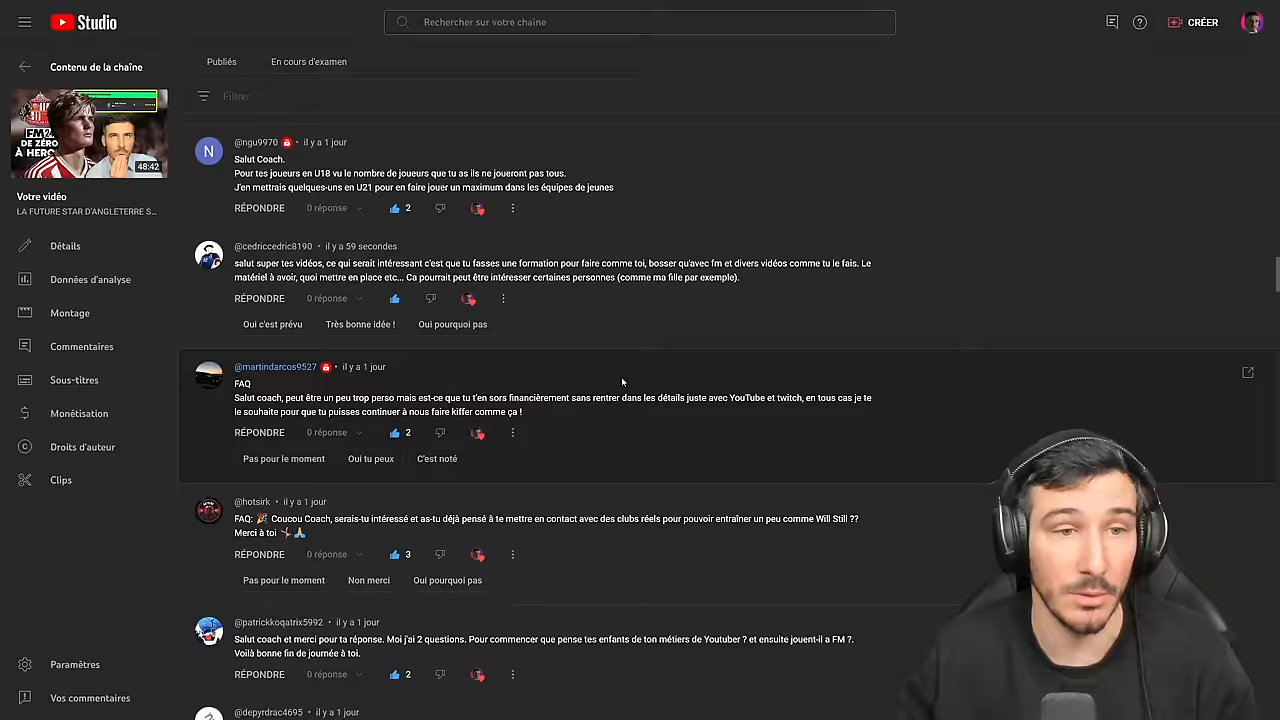 Studio
Rechercher sur votre chaîne
CRÉER
Contenu de la chaîne
FM24
DE ZÉRO
À HERO
48:42
Votre vidéo
LA FUTURE STAR D'ANGLETERRE S...
Détails
Données d'analyse
Montage
Commentaires
Sous-titres
Monétisation
Droits d'auteur
Clips
Paramètres
Vos commentaires
Publiés
En cours d'examen
Filtrer
N
@ngu9970 • il y a 1 jour
Salut Coach.
Pour tes joueurs en U18 vu le nombre de joueurs que tu as ils ne joueront pas tous.
J'en mettrais quelques-uns en U21 pour en faire jouer un maximum dans les équipes de jeunes
RÉPONDRE 0 réponse 2
@cedriccedric8190 • il y a 59 secondes
salut super tes vidéos, ce qui serait intéressant c'est que tu fasses une formation pour faire comme toi, bosser qu'avec fm et divers vidéos comme tu le fais. Le
matériel à avoir, quoi mettre en place etc... Ca pourrait peut être intéresser certaines personnes (comme ma fille par exemple).
RÉPONDRE 0 réponse
Oui c'est prévu Très bonne idée ! Oui pourquoi pas
@martindarcos9527 • il y a 1 jour
FAQ
Salut coach, peut être un peu trop perso mais est-ce que tu t'en sors financièrement sans rentrer dans les détails juste avec YouTube et twitch, en tous cas je te
le souhaite pour que tu puisses continuer à nous faire kiffer comme ça !
RÉPONDRE 0 réponse 2
Pas pour le moment Oui tu peux C'est noté
@hotsirk • il y a 1 jour
FAQ: 🎉 Coucou Coach, serais-tu intéressé et as-tu déjà pensé à te mettre en contact avec des clubs réels pour pouvoir entraîner un peu comme Will Still ??
Merci à toi 🤸🙏
RÉPONDRE 0 réponse 3
Pas pour le moment Non merci Oui pourquoi pas
@patrickkoqatrix5992 • il y a 1 jour
Salut coach et merci pour ta réponse. Moi j'ai 2 questions. Pour commencer que pense tes enfants de ton métiers de Youtuber ? et ensuite jouent-il a FM ?.
Voilà bonne fin de journée à toi.
RÉPONDRE 0 réponse 2
@depyrdrac4695 • il y a 1 jour